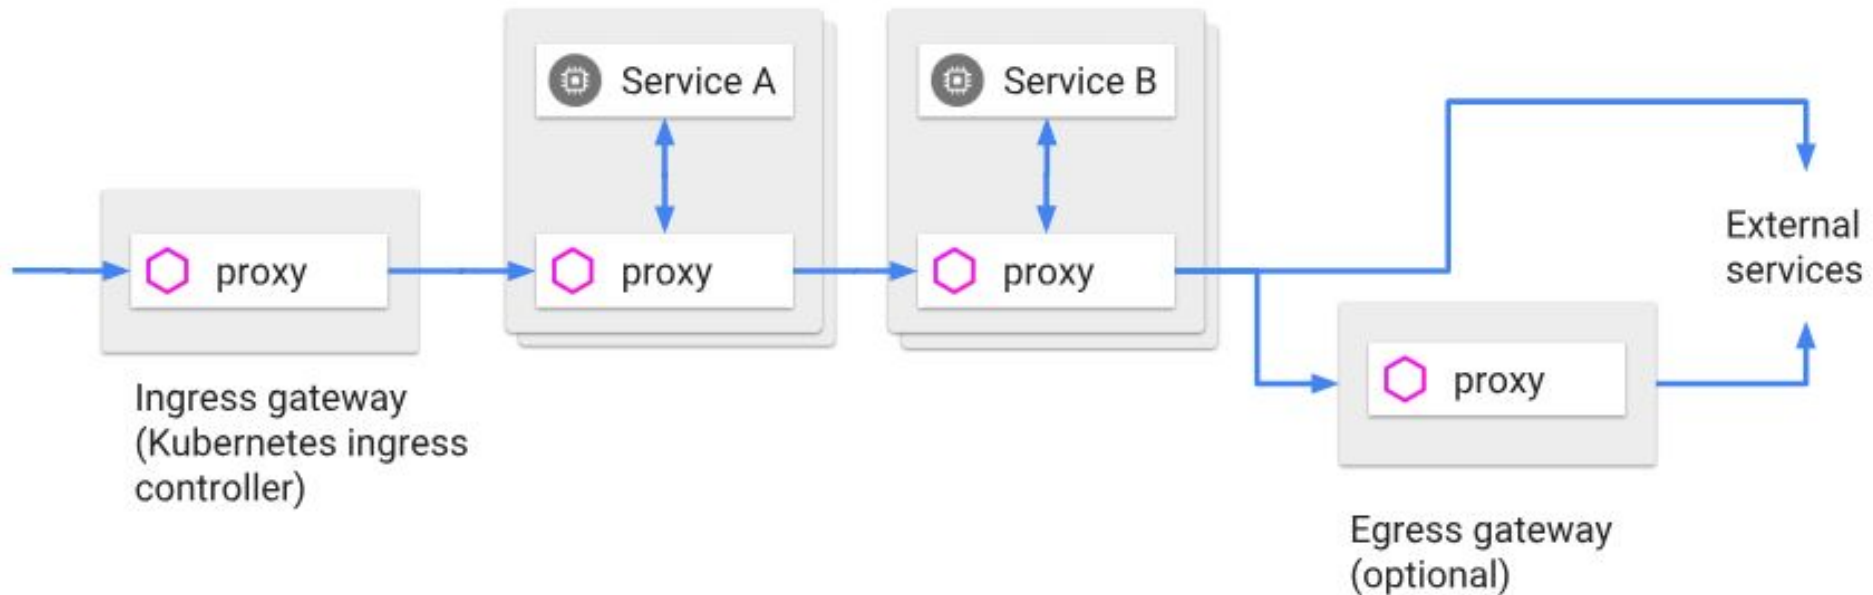 Service A
Service B
proxy
proxy
proxy
External
services
proxy
Ingress gateway
(Kubernetes ingress
controller)
Egress gateway
(optional)